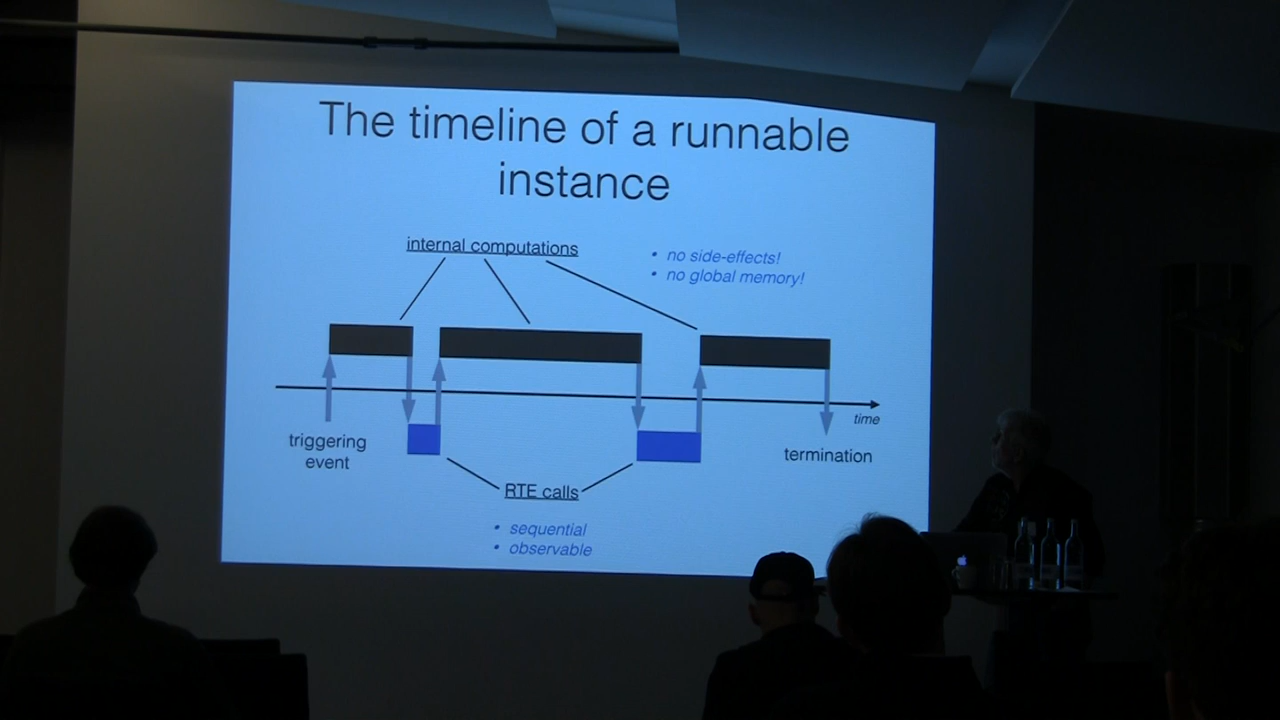 The timeline of a runnable
instance
internal computations
• no side-effects!
• no global memory!
time
triggering
event
termination
RTE calls
• sequential
• observable